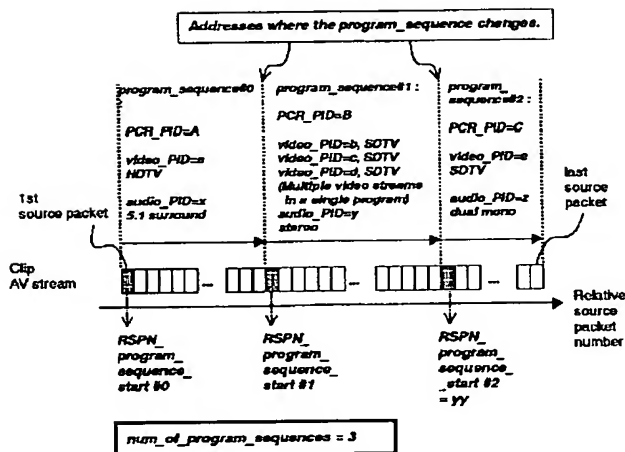 Addresses where the program_sequence changes.
program_sequence#0
PCR_PID=A
video_PID=a
HDTV
audio_PID=x
5.1 surround
program_sequence#1 :
PCR_PID=B
video_PID=b, SDTV
video_PID=c, SDTV
video_PID=d, SDTV
(Multiple video streams
in a single program)
audio_PID=y
stereo
program_
sequence#2 :
PCR_PID=C
video_PID=e
SDTV
audio_PID=z
dual mono
1st
source packet
last
source
packet
Clip
AV stream
...
...
...
Relative
source
packet
number
RSPN_
program_
sequence_
start #0
RSPN_
program_
sequence_
start #1
RSPN_
program_
sequence_
_start #2
= yy
num_of_program_sequences = 3